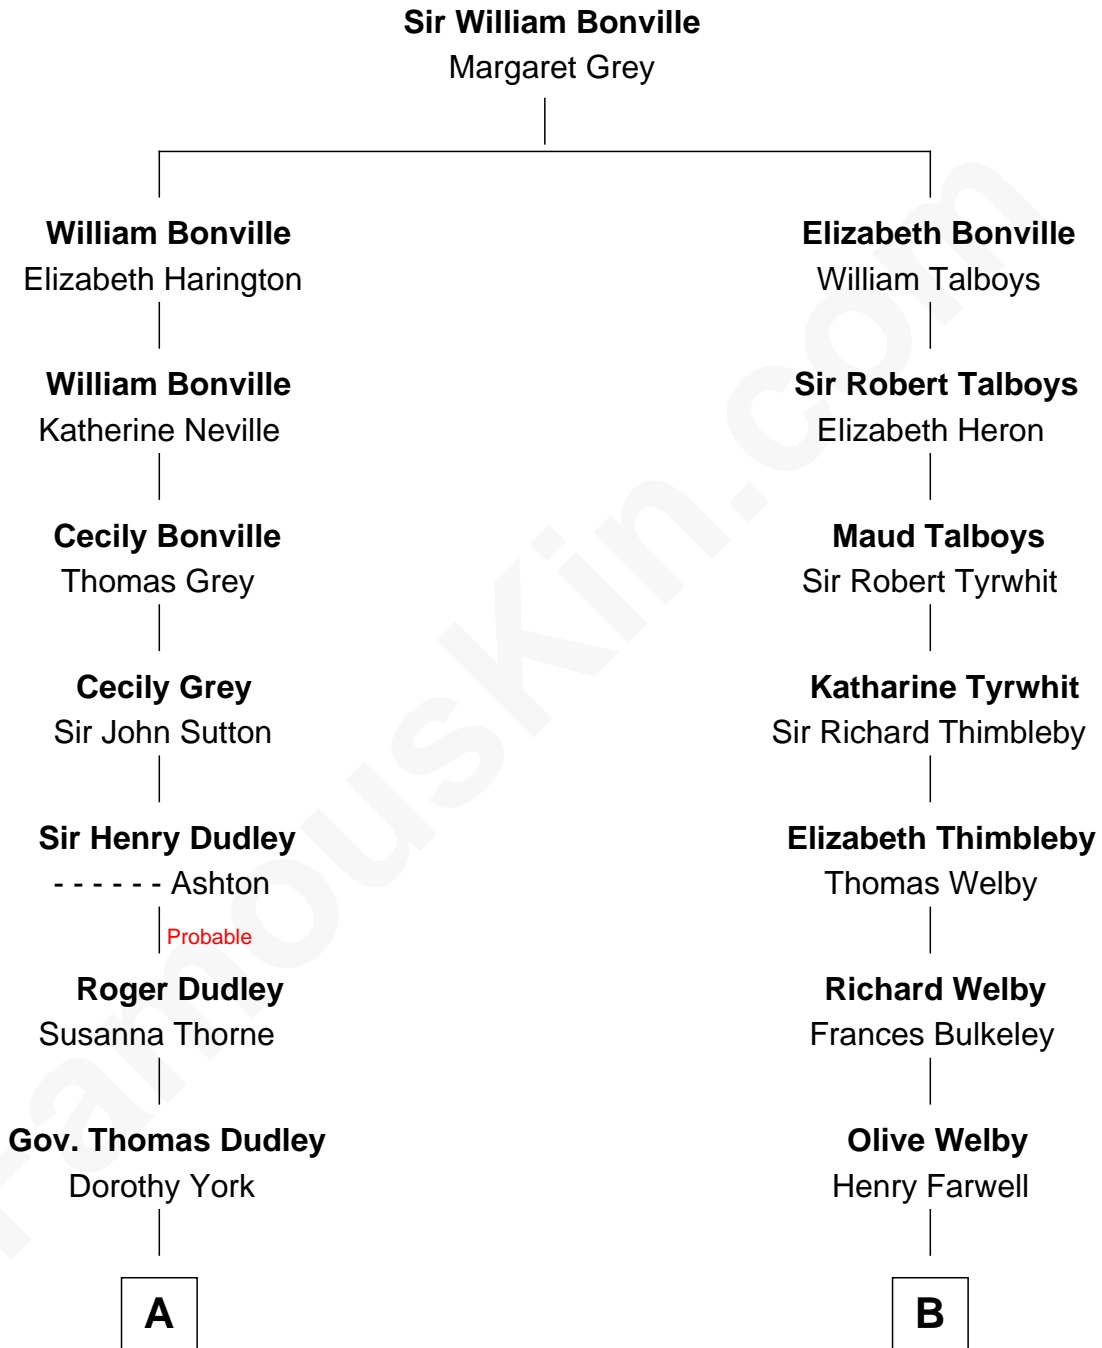 Sir William Bonville
Margaret Grey
William Bonville
Elizabeth Harington
William Bonville
Katherine Neville
Cecily Bonville
Thomas Grey
Cecily Grey
Sir John Sutton
Sir Henry Dudley
- - - - - - Ashton
Probable
Roger Dudley
Susanna Thorne
Gov. Thomas Dudley
Dorothy York
A
Elizabeth Bonville
William Talboys
Sir Robert Talboys
Elizabeth Heron
Maud Talboys
Sir Robert Tyrwhit
Katharine Tyrwhit
Sir Richard Thimbleby
Elizabeth Thimbleby
Thomas Welby
Richard Welby
Frances Bulkeley
Olive Welby
Henry Farwell
B
FamousKin.com